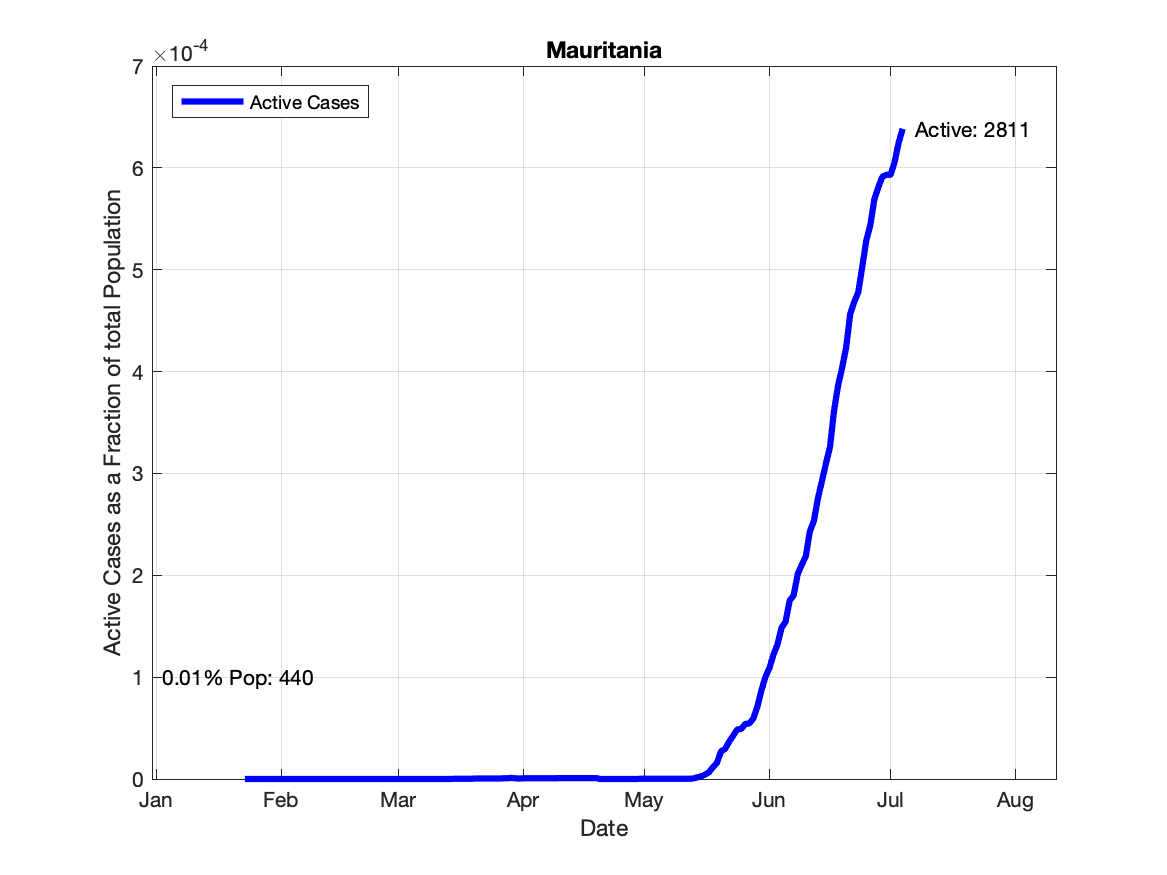 Mauritania
×10-4
7
6
5
4
3
2
1
0
Active Cases as a Fraction of total Population
Active Cases
Active: 2811
0.01% Pop: 440
Jan Feb Mar Apr May Jun Jul Aug
Date